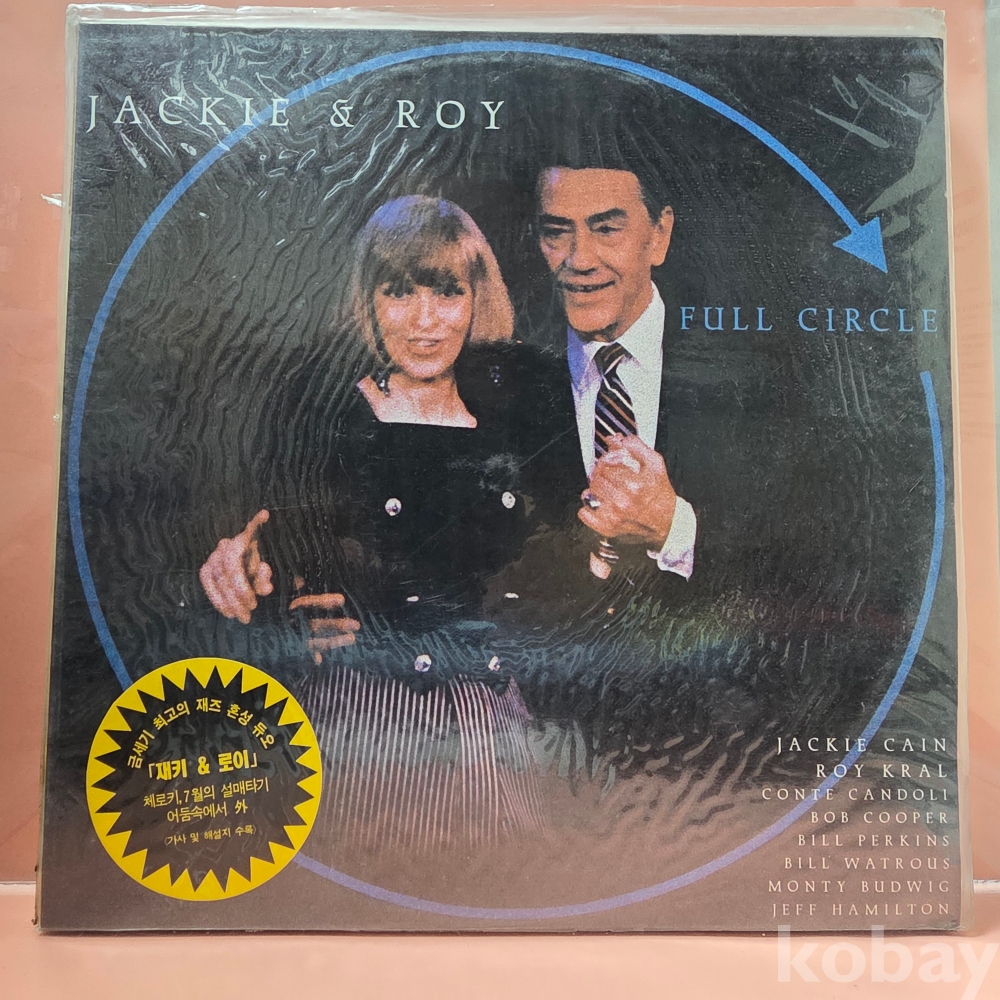 JACKIE & ROY
FULL CIRCLE
금세기 최고의 재즈 혼성 듀오
「재키 & 로이」
체로키, 7월의 설매타기
어둠속에서 外
(가사 및 해설지 수록)
JACKIE CAIN
ROY KRAL
CONTE CANDOLI
BOB COOPER
BILL PERKINS
BILL WATROUS
MONTY BUDWIG
JEFF HAMILTON
kobay